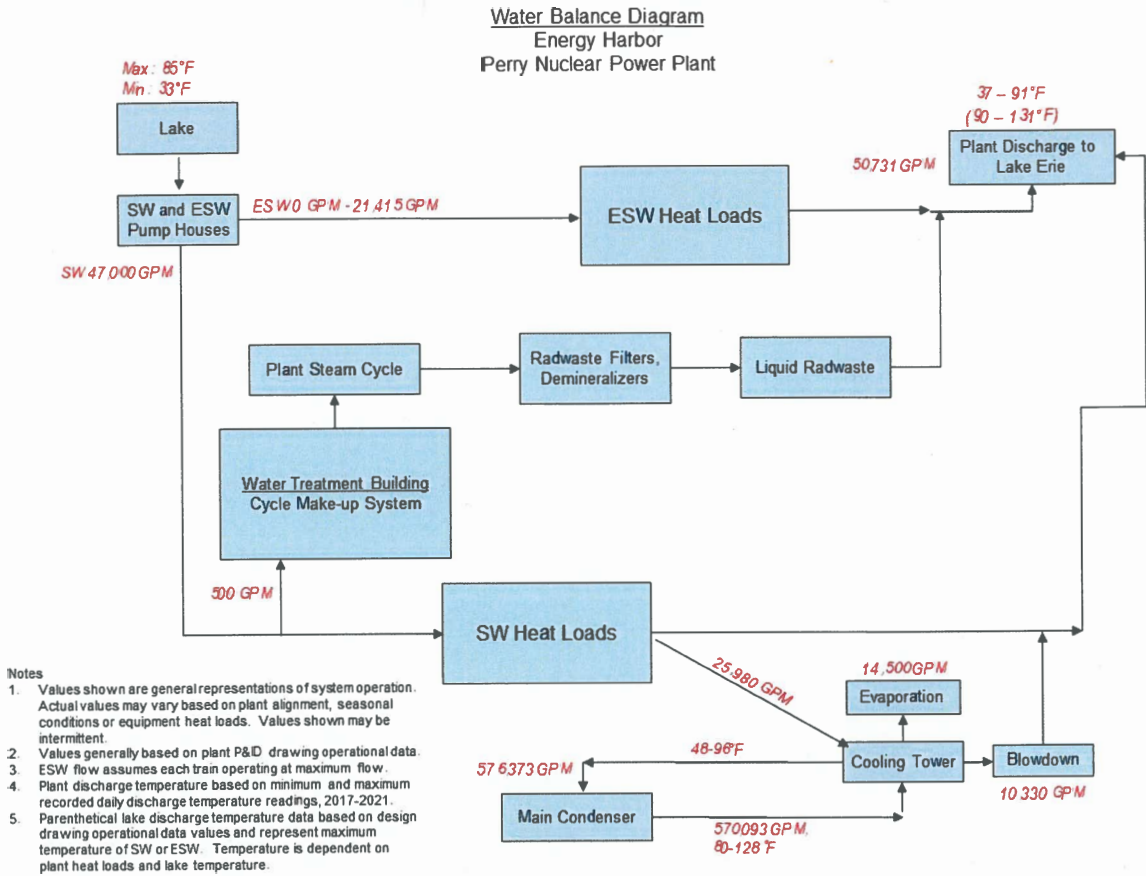 Water Balance Diagram
Energy Harbor
Perry Nuclear Power Plant
Max: 85°F
Min: 33°F
Lake
37 – 91°F
(90 – 131°F)
Plant Discharge to
Lake Erie
50,731 GPM
SW and ESW
Pump Houses
ESW 0 GPM - 21,415 GPM
ESW Heat Loads
SW 47,000 GPM
Plant Steam Cycle
Radwaste Filters,
Demineralizers
Liquid Radwaste
Water Treatment Building
Cycle Make-up System
500 GPM
SW Heat Loads
25,980 GPM
14,500GPM
Evaporation
48-96°F
Cooling Tower
Blowdown
10,330 GPM
576373 GPM
Main Condenser
570093 GPM,
80-128°F
Notes
1. Values shown are general representations of system operation.
Actual values may vary based on plant alignment, seasonal
conditions or equipment heat loads. Values shown may be
intermittent.
2. Values generally based on plant P&ID drawing operational data.
3. ESW flow assumes each train operating at maximum flow.
4. Plant discharge temperature based on minimum and maximum
recorded daily discharge temperature readings, 2017-2021.
5. Parenthetical lake discharge temperature data based on design
drawing operational data values and represent maximum
temperature of SW or ESW. Temperature is dependent on
plant heat loads and lake temperature.